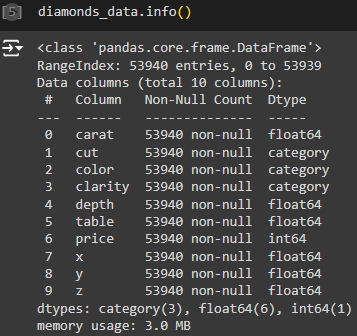 5 diamonds_data.info()
<class 'pandas.core.frame.DataFrame'>
RangeIndex: 53940 entries, 0 to 53939
Data columns (total 10 columns):
 #   Column   Non-Null Count  Dtype
---  ------   --------------  -----
 0   carat    53940 non-null  float64
 1   cut      53940 non-null  category
 2   color    53940 non-null  category
 3   clarity  53940 non-null  category
 4   depth    53940 non-null  float64
 5   table    53940 non-null  float64
 6   price    53940 non-null  int64
 7   x        53940 non-null  float64
 8   y        53940 non-null  float64
 9   z        53940 non-null  float64
dtypes: category(3), float64(6), int64(1)
memory usage: 3.0 MB